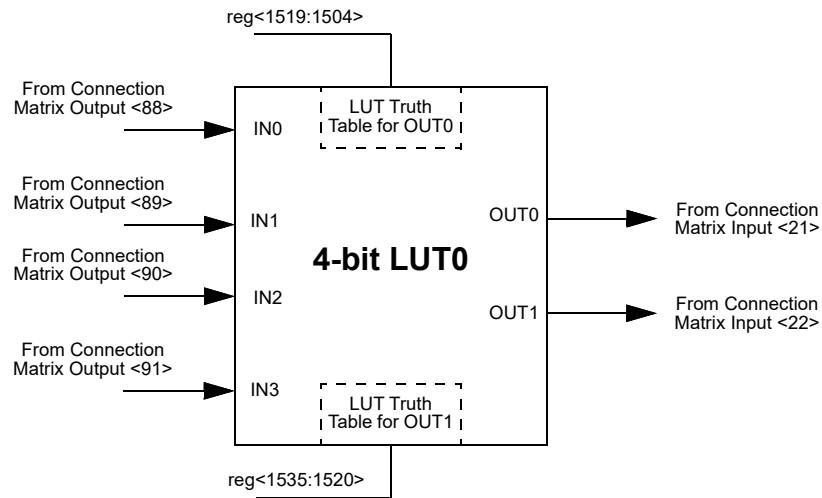 reg<1519:1504>
From Connection
Matrix Output <88>
IN0
LUT Truth
Table for OUT0
From Connection
Matrix Output <89>
IN1
OUT0
From Connection
Matrix Input <21>
4-bit LUT0
From Connection
Matrix Output <90>
IN2
OUT1
From Connection
Matrix Input <22>
From Connection
Matrix Output <91>
IN3
LUT Truth
Table for OUT1
reg<1535:1520>